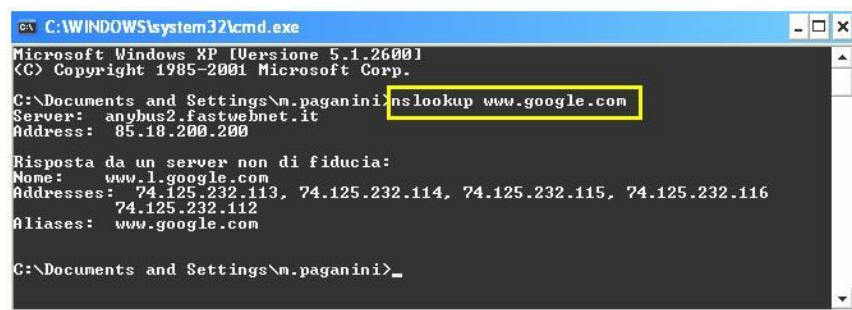 C:\WINDOWS\system32\cmd.exe
Microsoft Windows XP [Versione 5.1.2600]
(C) Copyright 1985-2001 Microsoft Corp.
C:\Documents and Settings\m.paganini>nslookup www.google.com
Server:  anybus2.fastwebnet.it
Address:  85.18.200.200
Risposta da un server non di fiducia:
Nome:    www.l.google.com
Addresses:  74.125.232.113, 74.125.232.114, 74.125.232.115, 74.125.232.116
74.125.232.112
Aliases:  www.google.com
C:\Documents and Settings\m.paganini>_